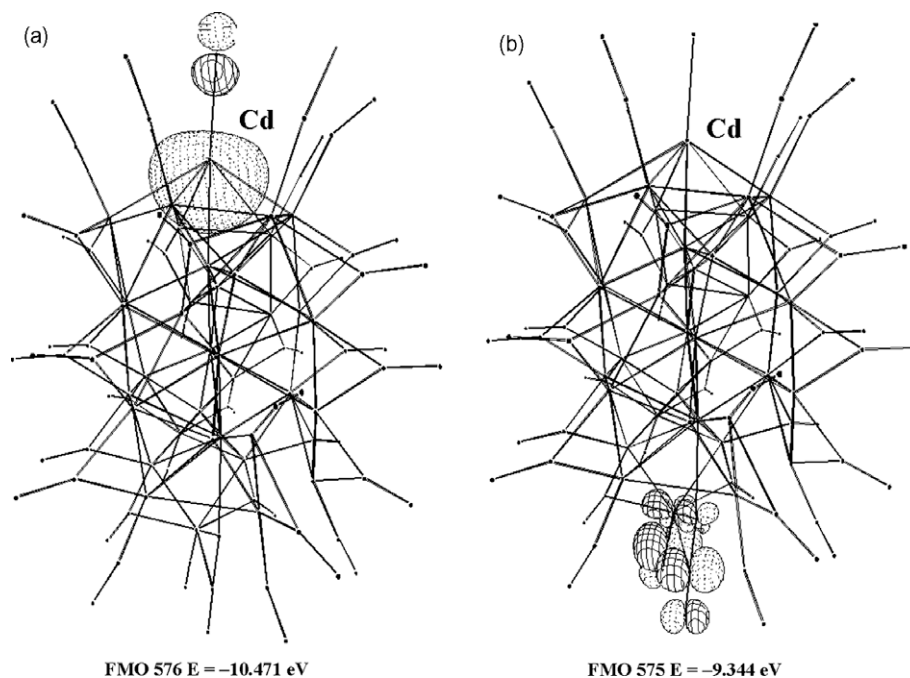 (a)
(b)
Cd
Cd
FMO 576 E = –10.471 eV
FMO 575 E = –9.344 eV